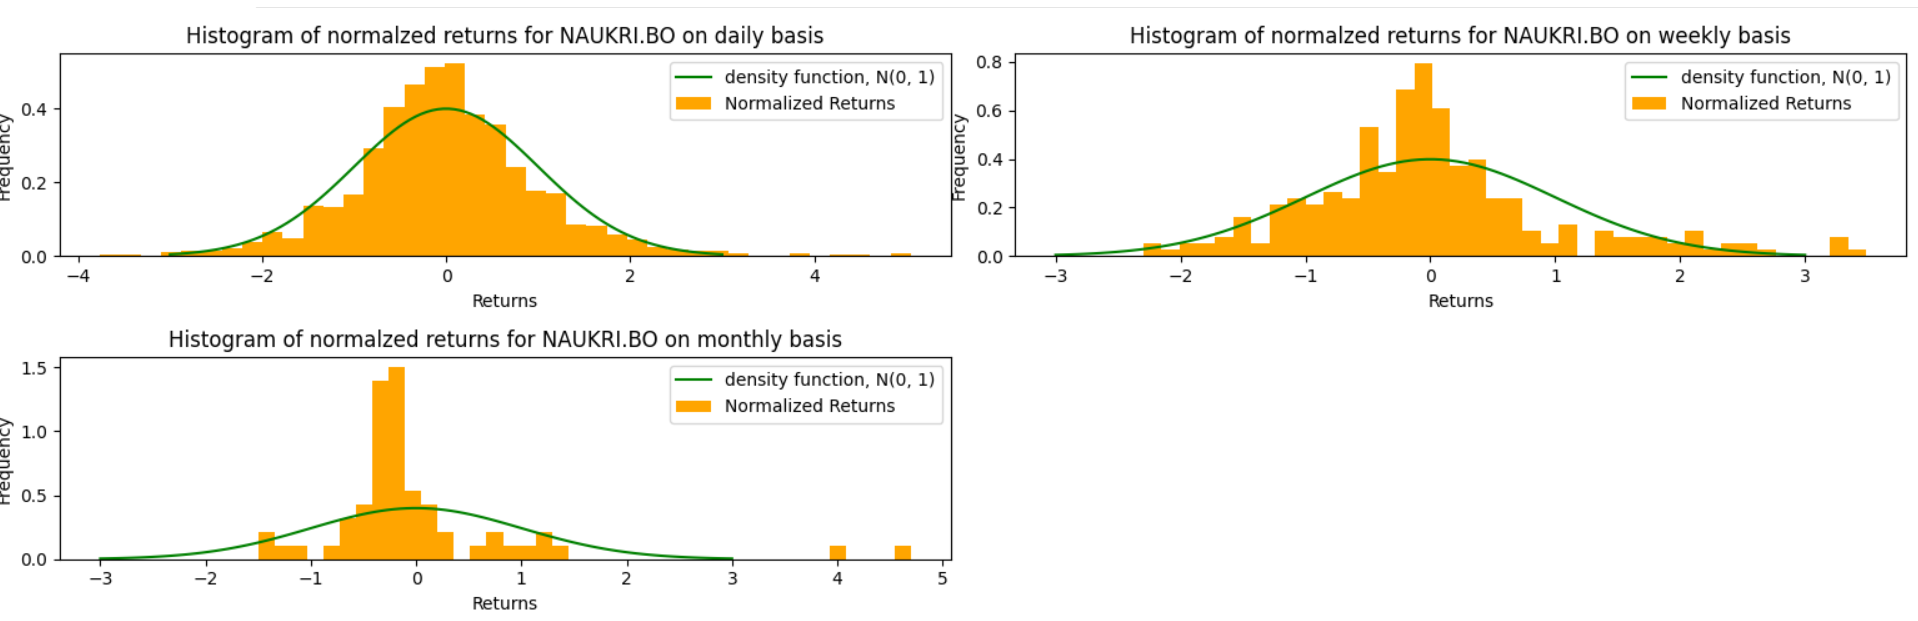 Histogram of normalzed returns for NAUKRI.BO on daily basis
density function, N(0, 1)
Normalized Returns
Frequency
0.4
0.2
0.0
−4
−2
0
2
4
Returns
Histogram of normalzed returns for NAUKRI.BO on weekly basis
density function, N(0, 1)
Normalized Returns
Frequency
0.8
0.6
0.4
0.2
0.0
−3
−2
−1
0
1
2
3
Returns
Histogram of normalzed returns for NAUKRI.BO on monthly basis
density function, N(0, 1)
Normalized Returns
Frequency
1.5
1.0
0.5
0.0
−3
−2
−1
0
1
2
3
4
5
Returns